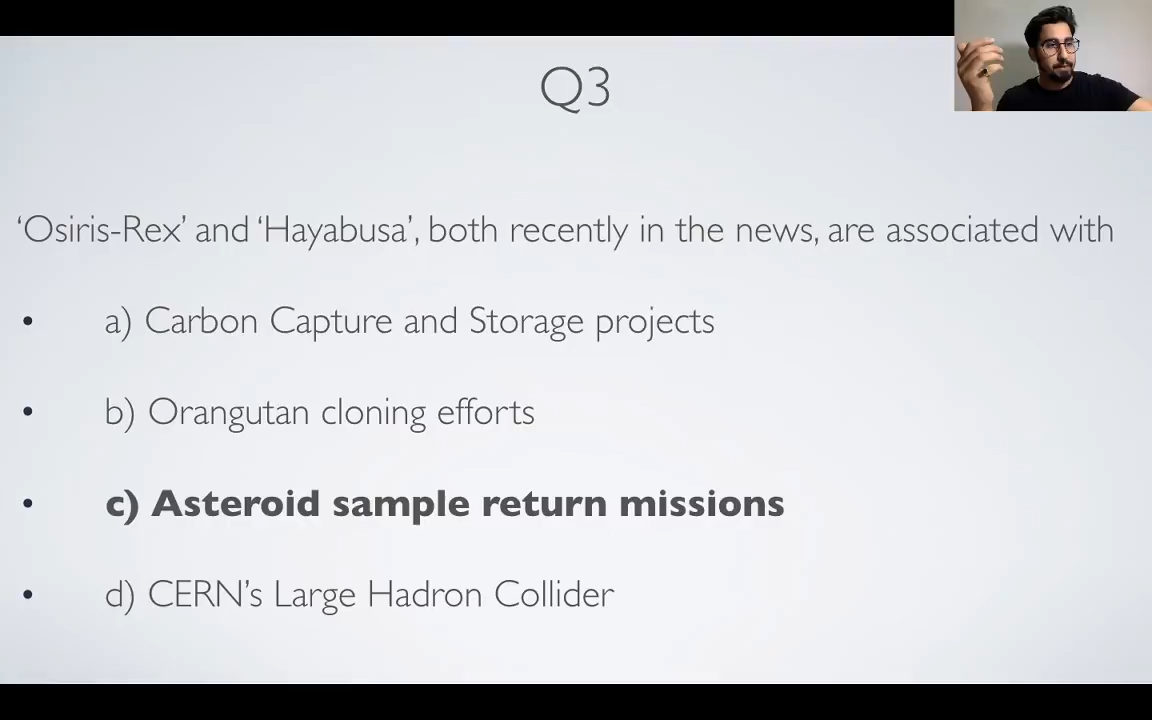 Q3
‘Osiris-Rex’ and ‘Hayabusa’, both recently in the news, are associated with
• a) Carbon Capture and Storage projects
• b) Orangutan cloning efforts
• c) Asteroid sample return missions
• d) CERN’s Large Hadron Collider